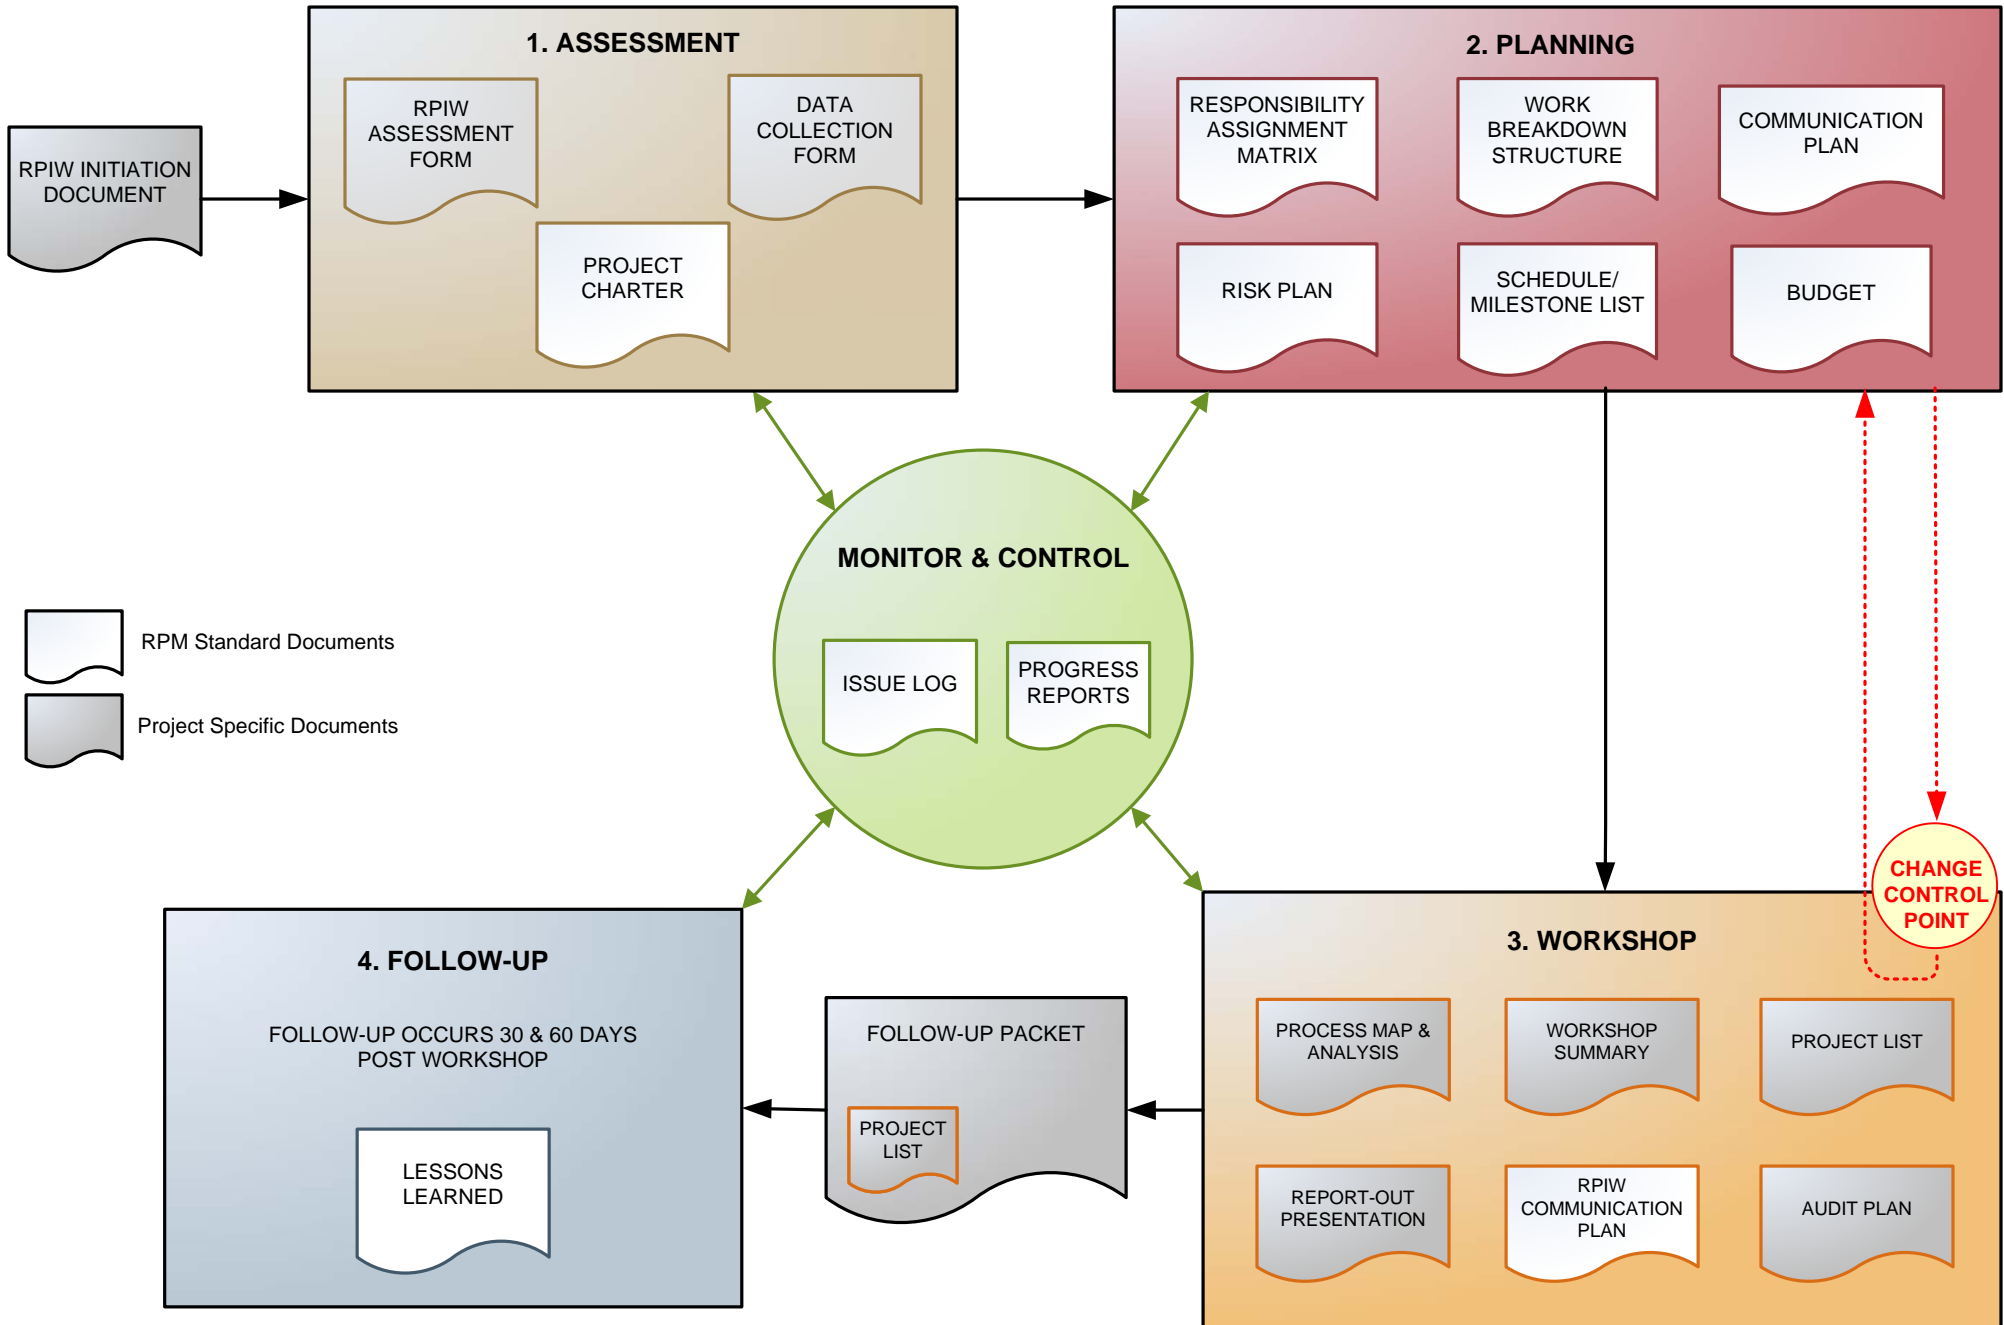 1. ASSESSMENT
RPIW
ASSESSMENT
FORM
DATA
COLLECTION
FORM
PROJECT
CHARTER
RPIW INITIATION
DOCUMENT
2. PLANNING
RESPONSIBILITY
ASSIGNMENT
MATRIX
WORK
BREAKDOWN
STRUCTURE
COMMUNICATION
PLAN
RISK PLAN
SCHEDULE/
MILESTONE LIST
BUDGET
MONITOR & CONTROL
ISSUE LOG
PROGRESS
REPORTS
RPM Standard Documents
Project Specific Documents
CHANGE
CONTROL
POINT
3. WORKSHOP
PROCESS MAP &
ANALYSIS
WORKSHOP
SUMMARY
PROJECT LIST
REPORT-OUT
PRESENTATION
RPIW
COMMUNICATION
PLAN
AUDIT PLAN
FOLLOW-UP PACKET
PROJECT
LIST
4. FOLLOW-UP
FOLLOW-UP OCCURS 30 & 60 DAYS
POST WORKSHOP
LESSONS
LEARNED